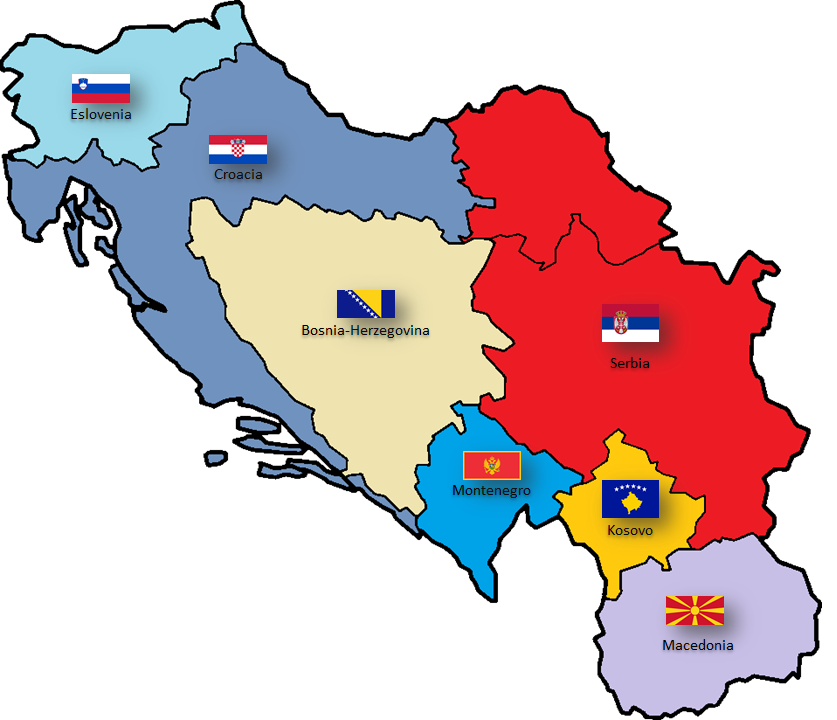 Eslovenia
Croacia
Bosnia-Herzegovina
Serbia
Montenegro
Kosovo
Macedonia